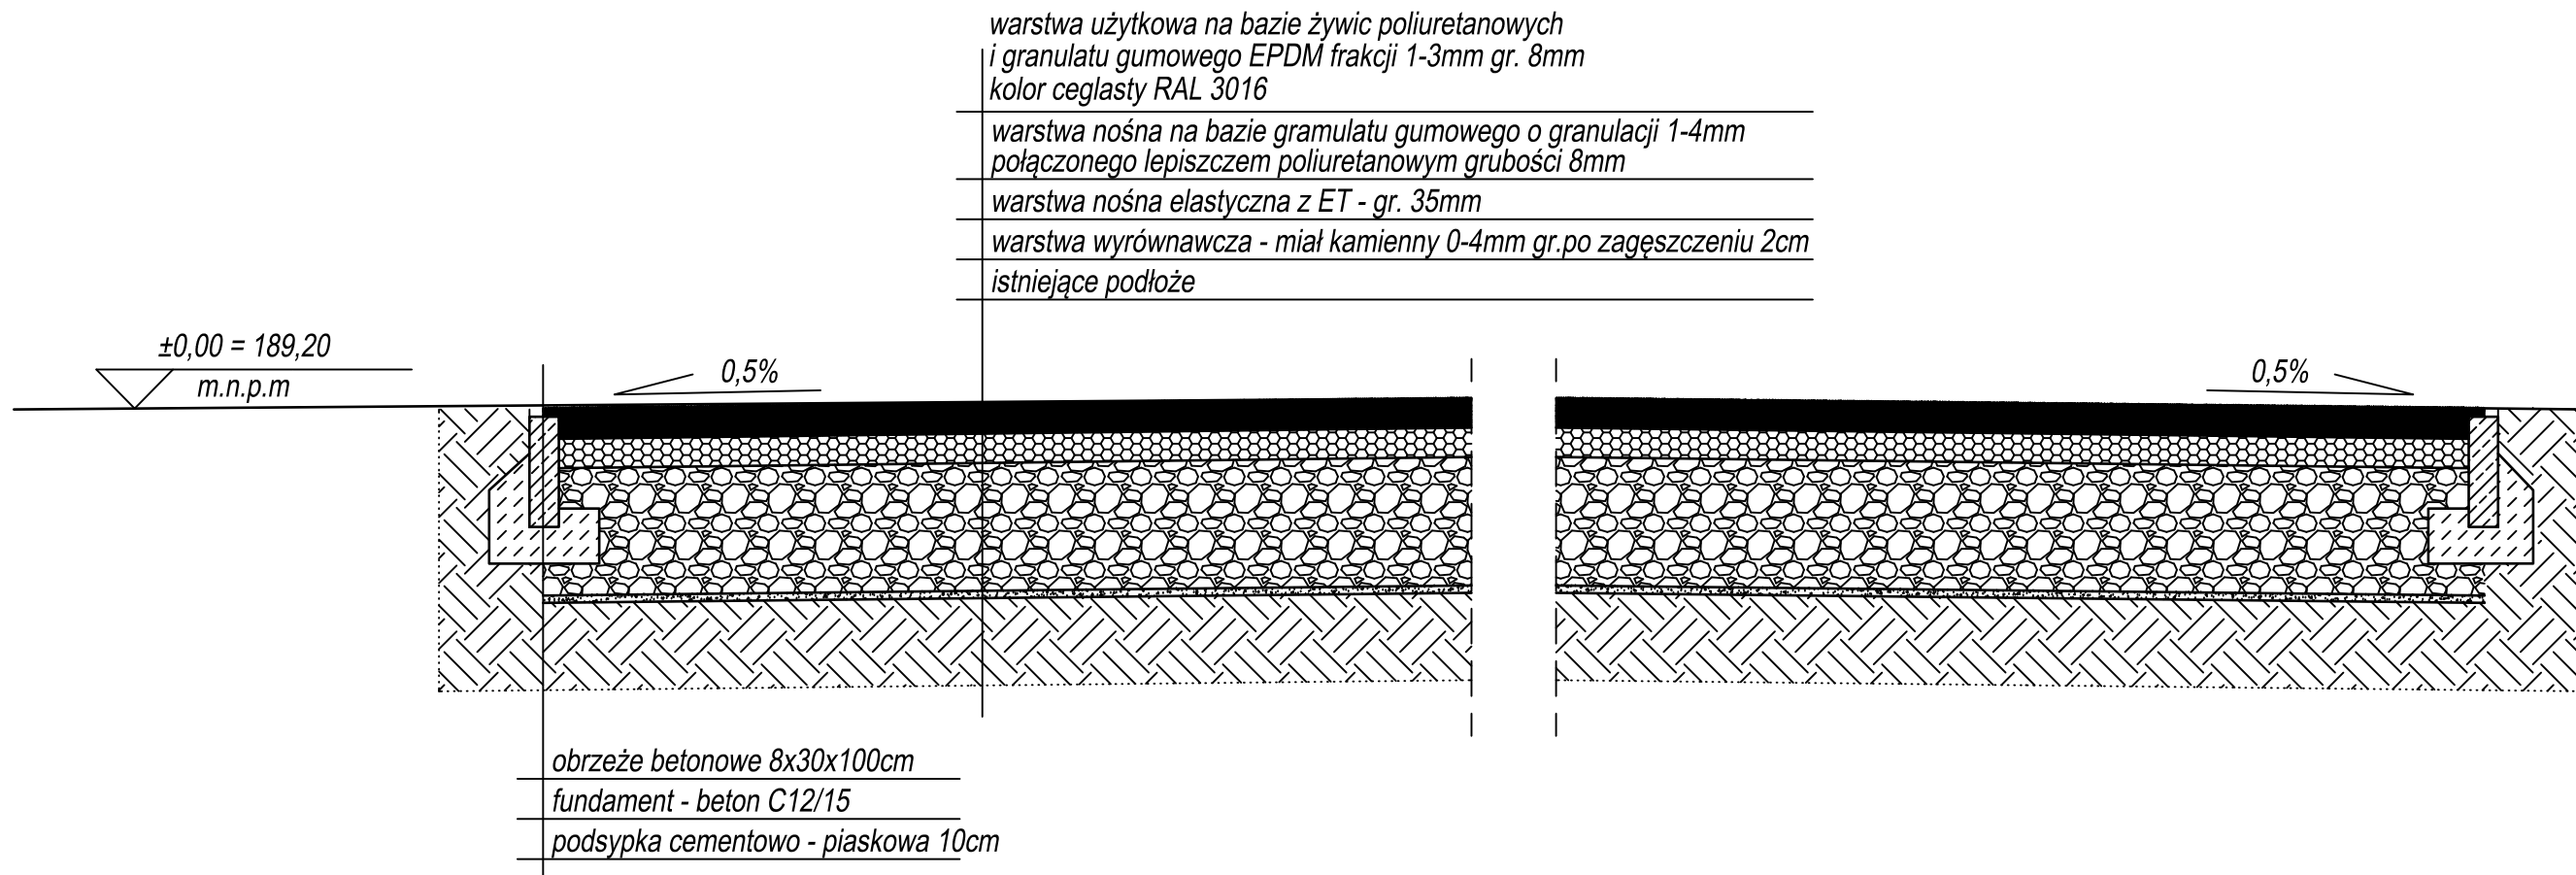 warstwa użytkowa na bazie żywic poliuretanowych
i granulatu gumowego EPDM frakcji 1-3mm gr. 8mm
kolor ceglasty RAL 3016
warstwa nośna na bazie gramulatu gumowego o granulacji 1-4mm
połączonego lepiszczem poliuretanowym grubości 8mm
warstwa nośna elastyczna z ET - gr. 35mm
warstwa wyrównawcza - miał kamienny 0-4mm gr.po zagęszczeniu 2cm
istniejące podłoże
±0,00 = 189,20
m.n.p.m
0,5%
0,5%
obrzeże betonowe 8x30x100cm
fundament - beton C12/15
podsypka cementowo - piaskowa 10cm